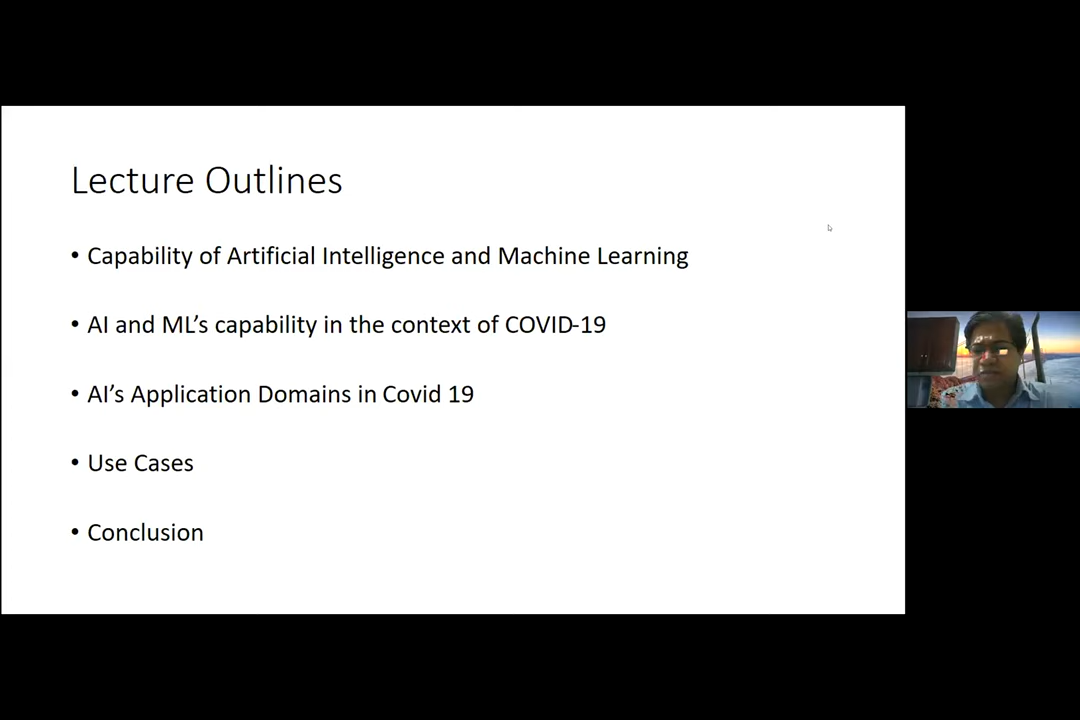 Lecture Outlines
• Capability of Artificial Intelligence and Machine Learning
• AI and ML’s capability in the context of COVID-19
• AI’s Application Domains in Covid 19
• Use Cases
• Conclusion